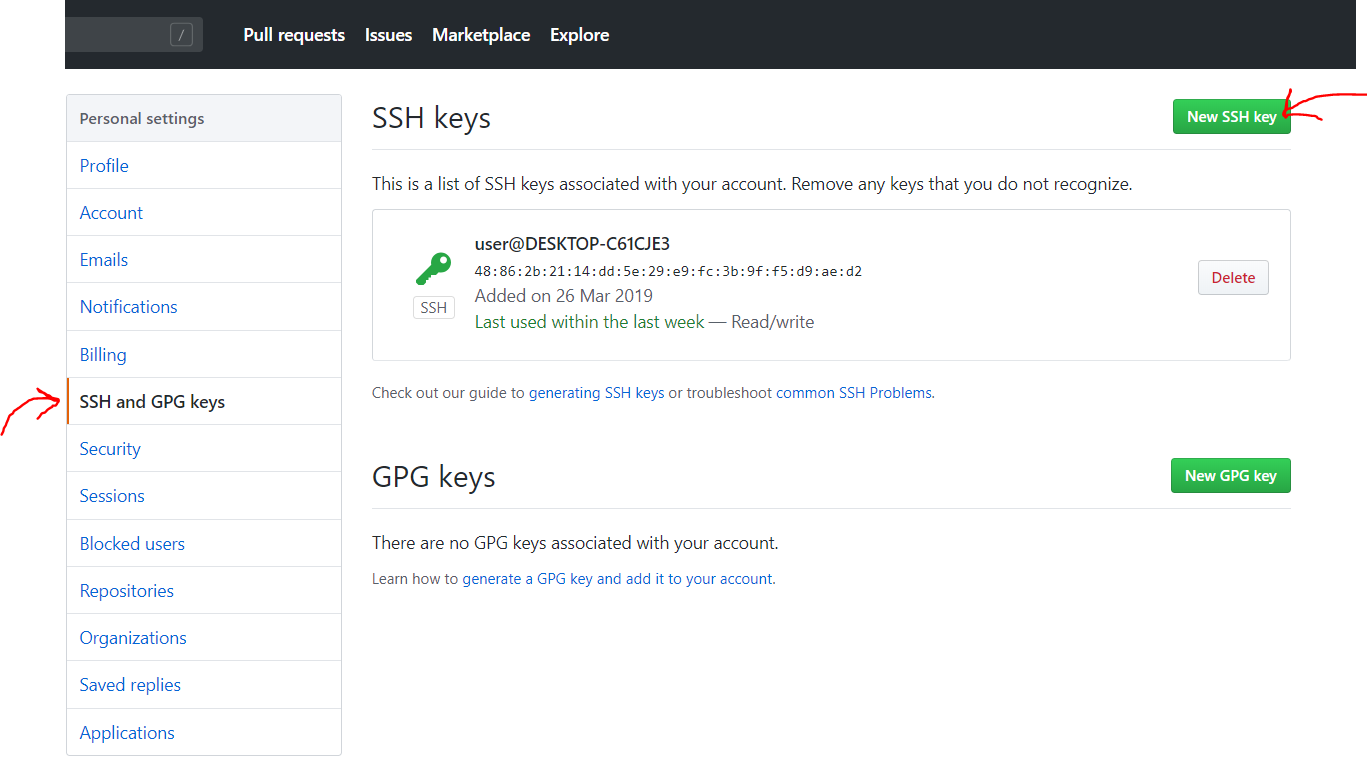 /
Pull requests Issues Marketplace Explore
Personal settings
Profile
Account
Emails
Notifications
Billing
SSH and GPG keys
Security
Sessions
Blocked users
Repositories
Organizations
Saved replies
Applications
SSH keys
New SSH key
This is a list of SSH keys associated with your account. Remove any keys that you do not recognize.
user@DESKTOP-C61CJE3
48:86:2b:21:14:dd:5e:29:e9:fc:3b:9f:f5:d9:ae:d2
SSH
Added on 26 Mar 2019
Last used within the last week — Read/write
Delete
Check out our guide to generating SSH keys or troubleshoot common SSH Problems.
GPG keys
New GPG key
There are no GPG keys associated with your account.
Learn how to generate a GPG key and add it to your account.